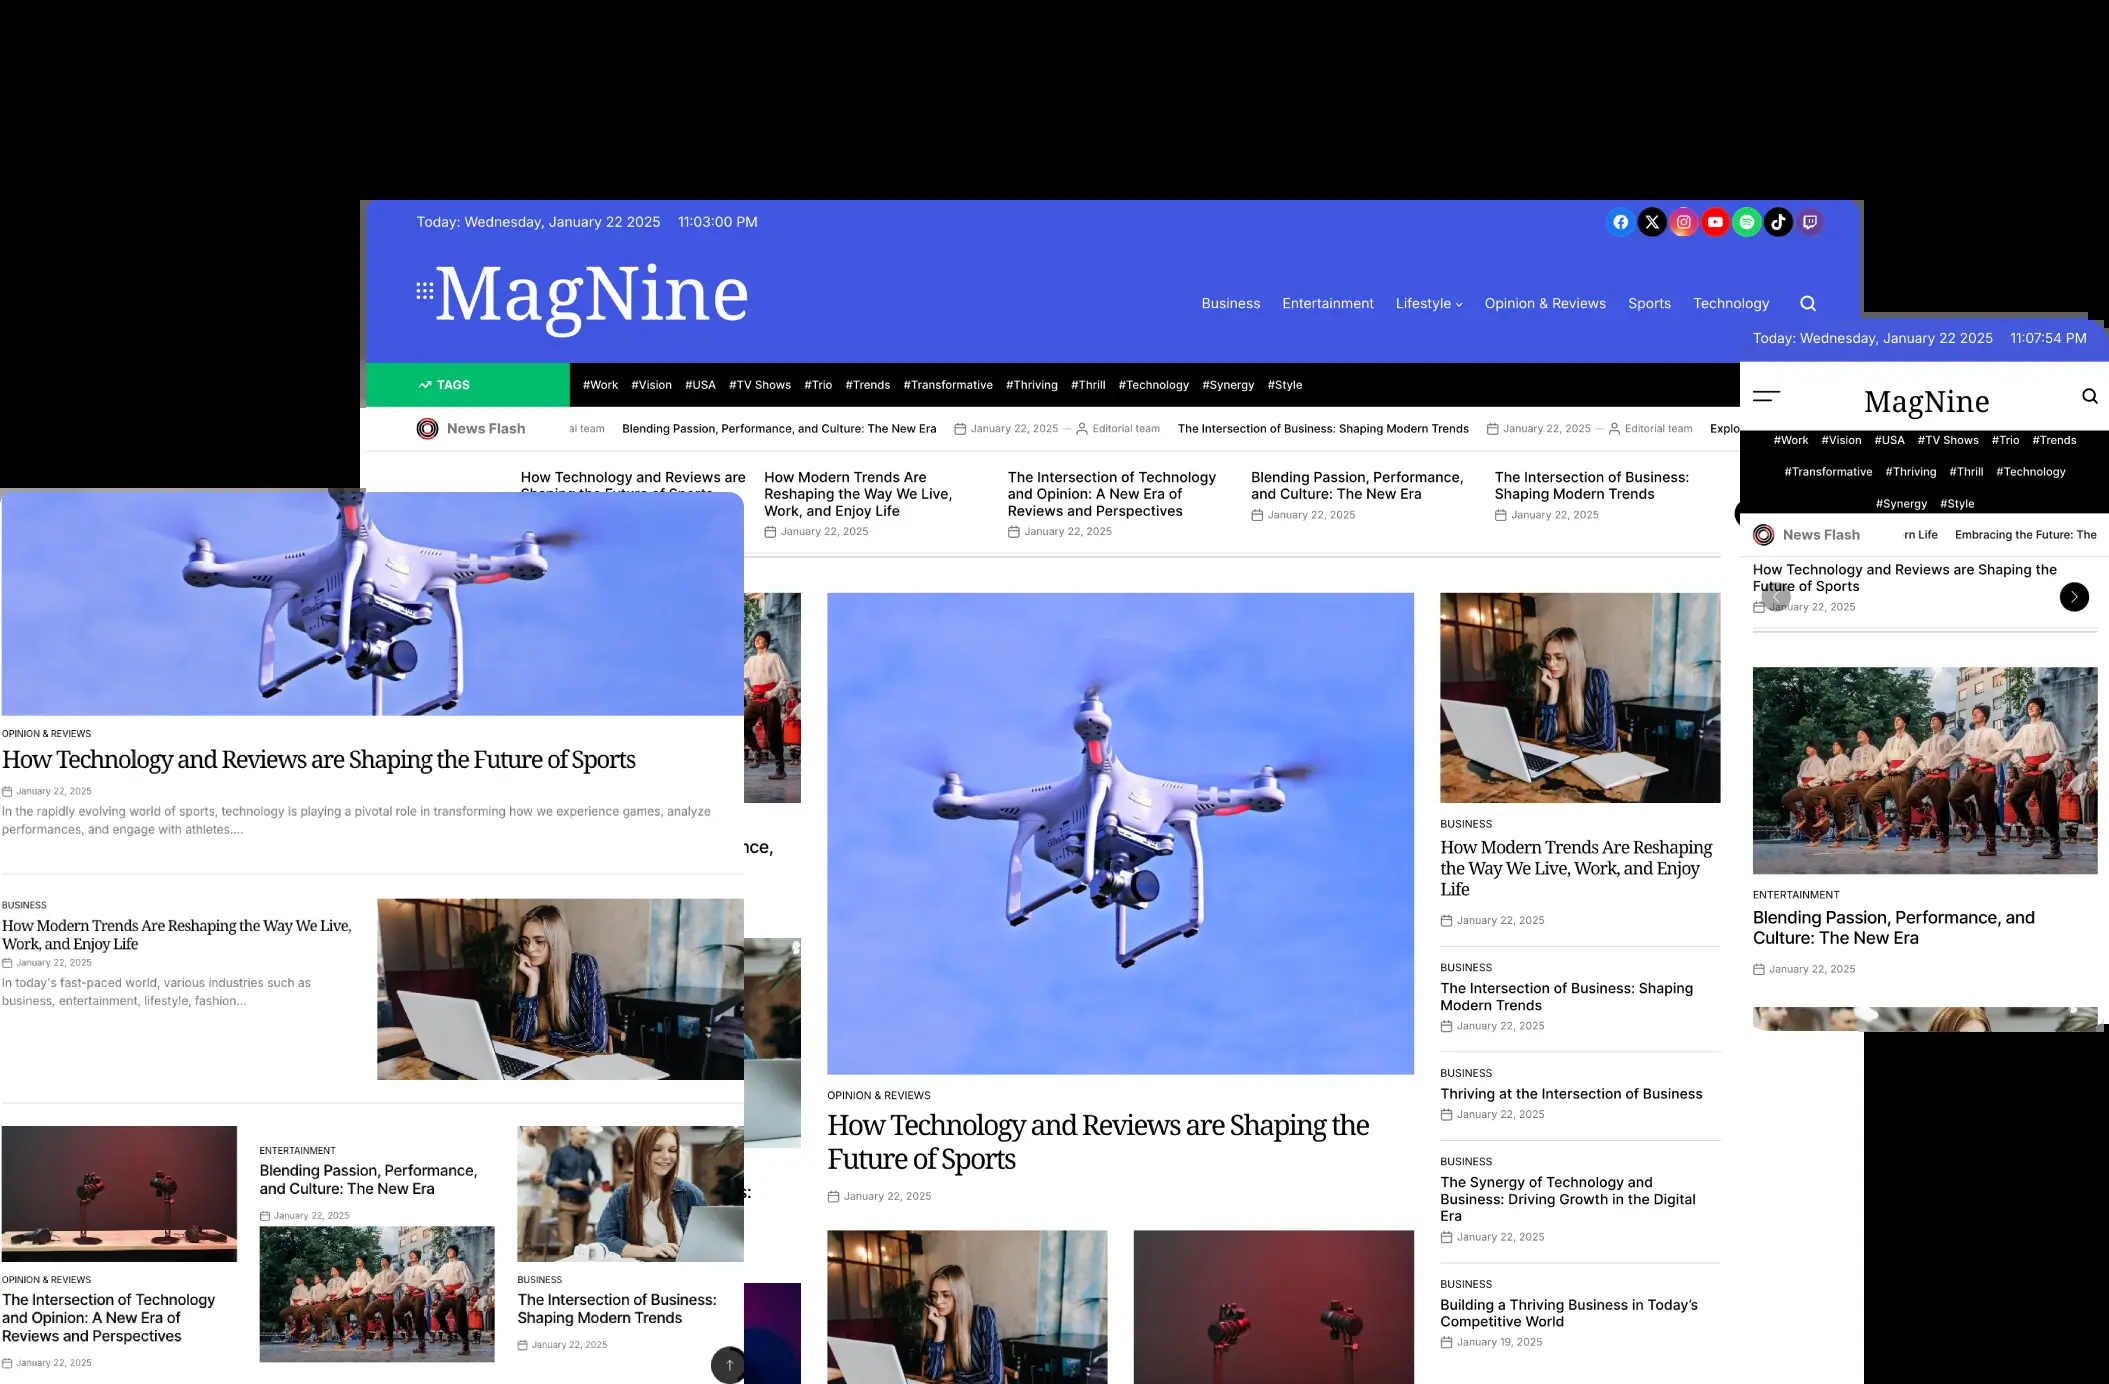 Today: Wednesday, January 22 2025 11:03:00 PM
MagNine
Business Entertainment Lifestyle Opinion & Reviews Sports Technology
TAGS
#Work #Vision #USA #TV Shows #Trio #Trends #Transformative #Thriving #Thrill #Technology #Synergy #Style
News Flash
al team Blending Passion, Performance, and Culture: The New Era January 22, 2025 — Editorial team The Intersection of Business: Shaping Modern Trends January 22, 2025 — Editorial team Explo
How Technology and Reviews are
Shaping the Future of Sports
How Modern Trends Are
Reshaping the Way We Live,
Work, and Enjoy Life
January 22, 2025
The Intersection of Technology
and Opinion: A New Era of
Reviews and Perspectives
January 22, 2025
Blending Passion, Performance,
and Culture: The New Era
January 22, 2025
The Intersection of Business:
Shaping Modern Trends
January 22, 2025
OPINION & REVIEWS
How Technology and Reviews are Shaping the Future of Sports
January 22, 2025
In the rapidly evolving world of sports, technology is playing a pivotal role in transforming how we experience games, analyze
performances, and engage with athletes....
BUSINESS
How Modern Trends Are Reshaping the Way We Live,
Work, and Enjoy Life
January 22, 2025
In today's fast-paced world, various industries such as
business, entertainment, lifestyle, fashion...
OPINION & REVIEWS
The Intersection of Technology
and Opinion: A New Era of
Reviews and Perspectives
January 22, 2025
ENTERTAINMENT
Blending Passion, Performance,
and Culture: The New Era
January 22, 2025
BUSINESS
The Intersection of Business:
Shaping Modern Trends
January 22, 2025
nce,
s:
OPINION & REVIEWS
How Technology and Reviews are Shaping the
Future of Sports
January 22, 2025
BUSINESS
How Modern Trends Are Reshaping
the Way We Live, Work, and Enjoy
Life
January 22, 2025
BUSINESS
The Intersection of Business: Shaping
Modern Trends
January 22, 2025
BUSINESS
Thriving at the Intersection of Business
January 22, 2025
BUSINESS
The Synergy of Technology and
Business: Driving Growth in the Digital
Era
January 22, 2025
BUSINESS
Building a Thriving Business in Today's
Competitive World
January 19, 2025
Today: Wednesday, January 22 2025 11:07:54 PM
MagNine
#Work #Vision #USA #TV Shows #Trio #Trends
#Transformative #Thriving #Thrill #Technology
#Synergy #Style
News Flash
rn Life Embracing the Future: The
How Technology and Reviews are Shaping the
Future of Sports
January 22, 2025
ENTERTAINMENT
Blending Passion, Performance, and
Culture: The New Era
January 22, 2025